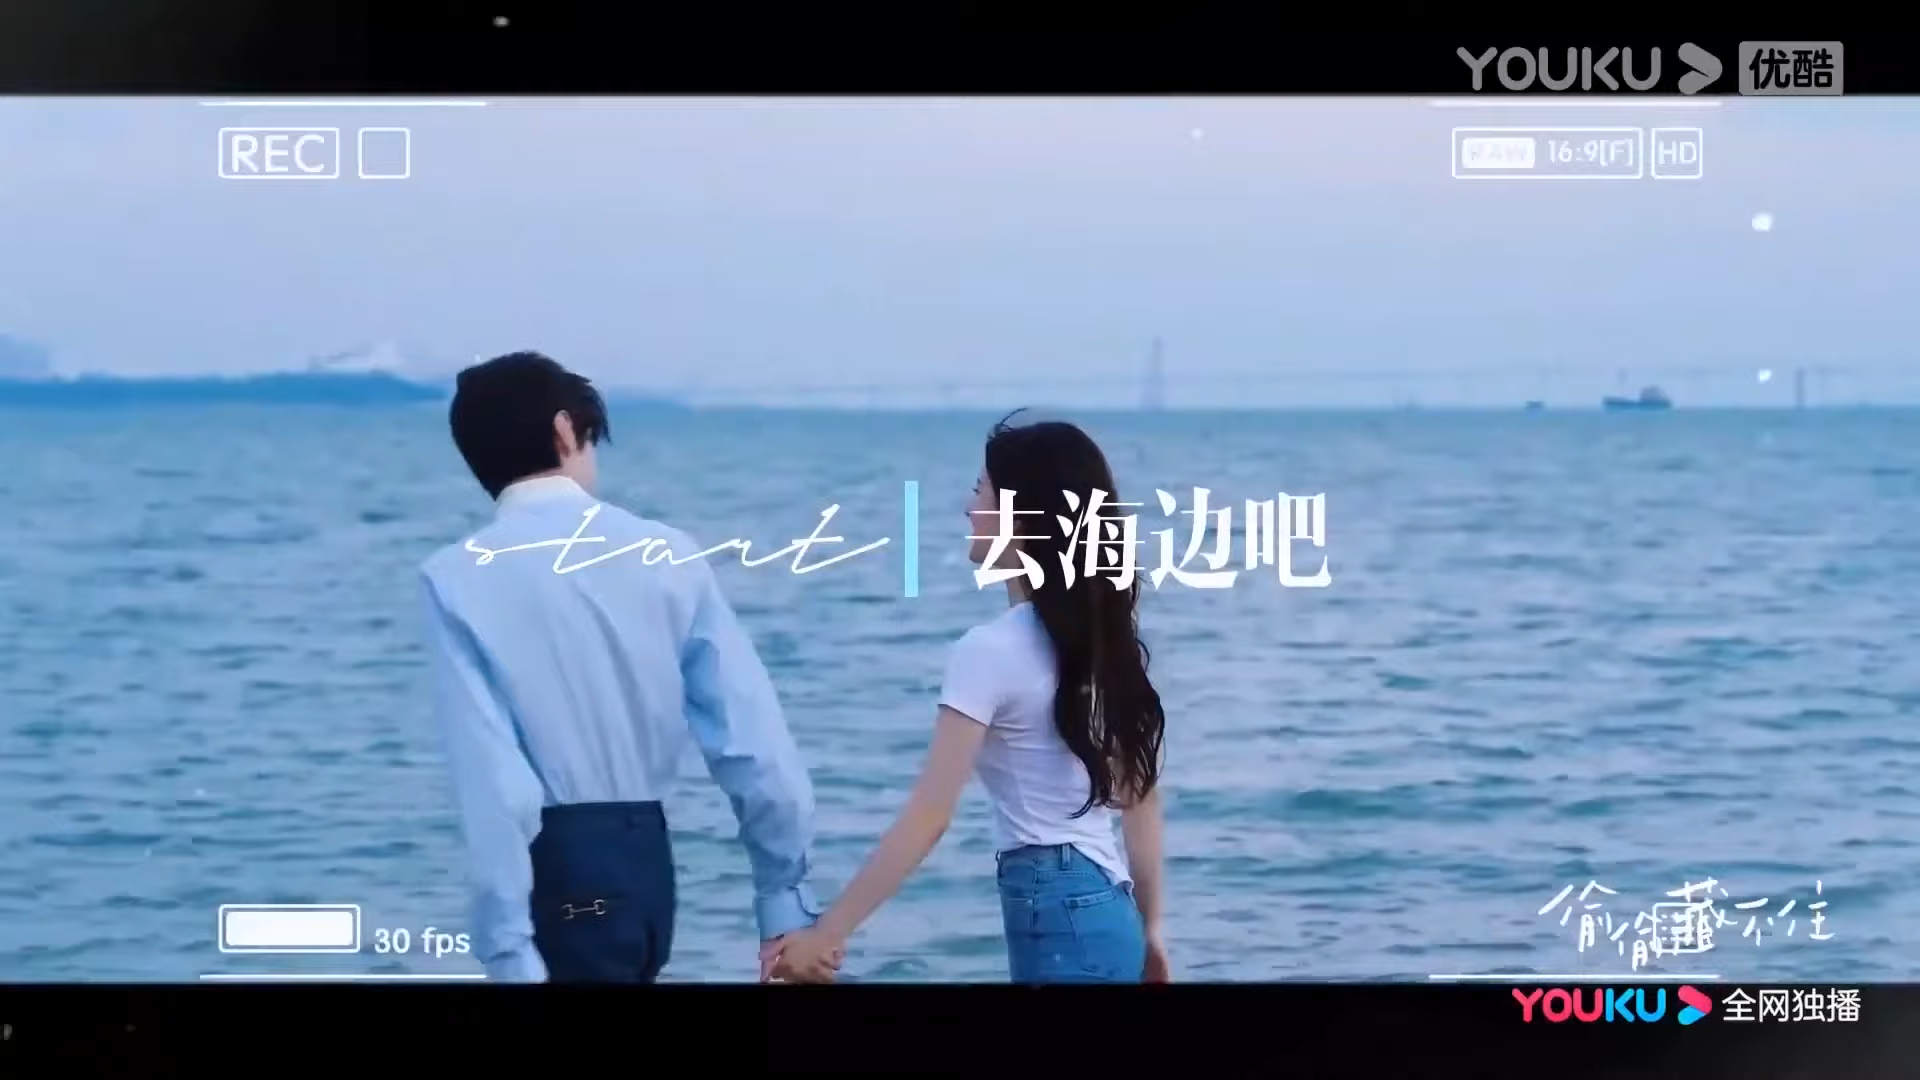 YOUKU 优酷
REC
RAW 16:9[F] HD
start 去海边吧
30 fps
偷偷藏不住
YOUKU 全网独播